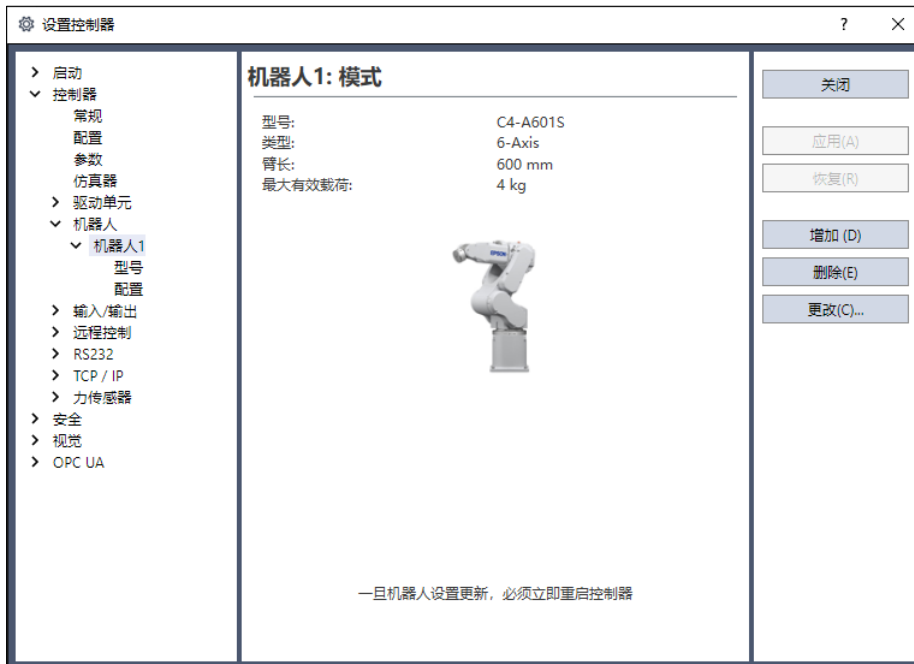 设置控制器
?
启动
控制器
常规
配置
参数
仿真器
驱动单元
机器人
机器人1
型号
配置
输入/输出
远程控制
RS232
TCP / IP
力传感器
安全
视觉
OPC UA
机器人1: 模式
型号: C4-A601S
类型: 6-Axis
臂长: 600 mm
最大有效载荷: 4 kg
EPSON
一旦机器人设置更新，必须立即重启控制器
关闭
应用(A)
恢复(R)
增加 (D)
删除(E)
更改(C)...